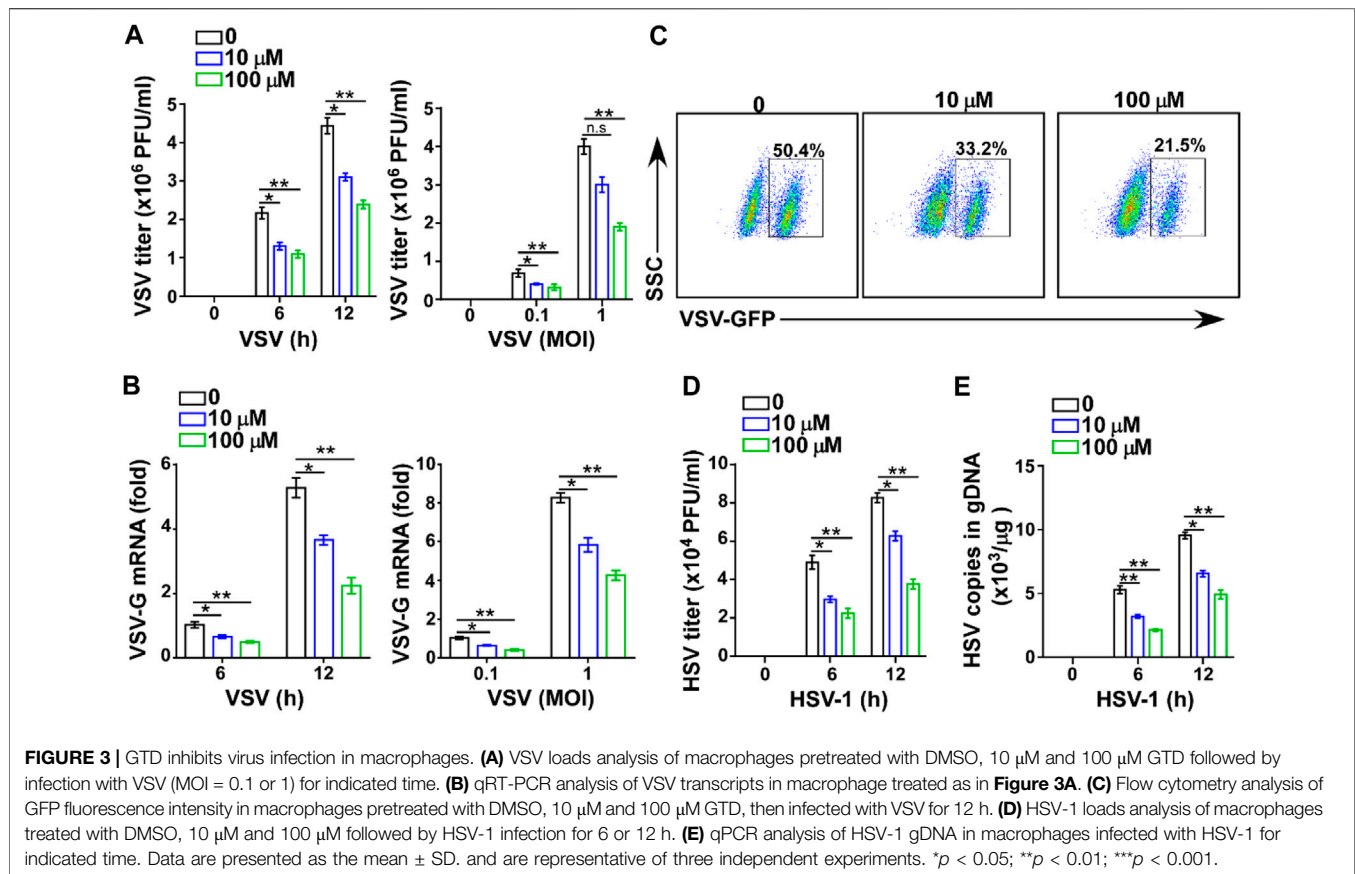 A
0
10 μM
100 μM
VSV titer (x10⁶ PFU/ml)
5
4
3
2
1
0
**
*
**
*
0 6 12
VSV (h)
VSV titer (x10⁶ PFU/ml)
5
4
3
2
1
0
**
*
**
n.s
0 0.1 1
VSV (MOI)
C
0 10 μM 100 μM
50.4% 33.2% 21.5%
SSC
VSV-GFP
B
0
10 μM
100 μM
VSV-G mRNA (fold)
6
4
2
0
**
*
**
*
6 12
VSV (h)
VSV-G mRNA (fold)
10
8
6
4
2
0
**
*
**
*
0.1 1
VSV (MOI)
D
0
10 μM
100 μM
HSV titer (x10⁴ PFU/ml)
10
8
6
4
2
0
**
*
**
*
0 6 12
HSV-1 (h)
E
0
10 μM
100 μM
HSV copies in gDNA
(x10³/μg)
15
10
5
0
**
**
**
*
0 6 12
HSV-1 (h)
FIGURE 3 | GTD inhibits virus infection in macrophages. (A) VSV loads analysis of macrophages pretreated with DMSO, 10 μM and 100 μM GTD followed by
infection with VSV (MOI = 0.1 or 1) for indicated time. (B) qRT-PCR analysis of VSV transcripts in macrophage treated as in Figure 3A. (C) Flow cytometry analysis of
GFP fluorescence intensity in macrophages pretreated with DMSO, 10 μM and 100 μM GTD, then infected with VSV for 12 h. (D) HSV-1 loads analysis of macrophages
treated with DMSO, 10 μM and 100 μM followed by HSV-1 infection for 6 or 12 h. (E) qPCR analysis of HSV-1 gDNA in macrophages infected with HSV-1 for
indicated time. Data are presented as the mean ± SD. and are representative of three independent experiments. *p < 0.05; **p < 0.01; ***p < 0.001.